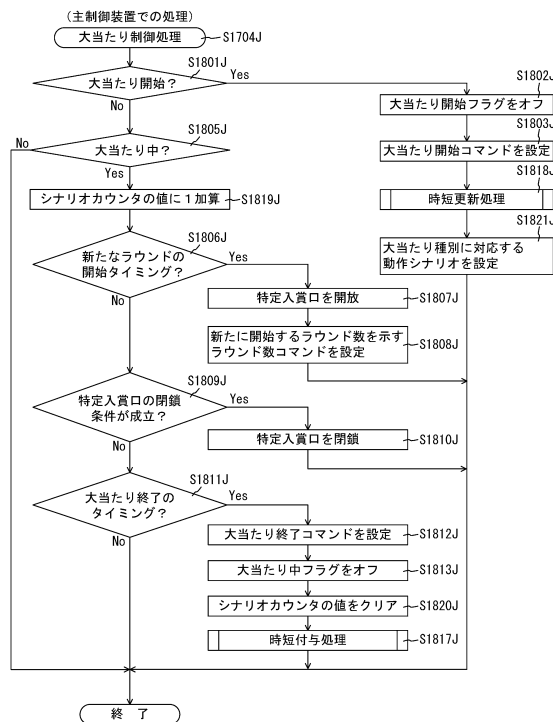 (主制御装置での処理)
大当たり制御処理
S1704J
S1801J
大当たり開始?
Yes
No
S1802J
大当たり開始フラグをオフ
S1803J
大当たり開始コマンドを設定
S1818J
時短更新処理
S1821J
大当たり種別に対応する
動作シナリオを設定
S1805J
No
大当たり中?
Yes
シナリオカウンタの値に1加算
S1819J
S1806J
新たなラウンドの
開始タイミング?
Yes
No
特定入賞口を開放
S1807J
新たに開始するラウンド数を示す
ラウンド数コマンドを設定
S1808J
S1809J
特定入賞口の閉鎖
条件が成立?
Yes
No
特定入賞口を閉鎖
S1810J
S1811J
大当たり終了の
タイミング?
Yes
No
大当たり終了コマンドを設定
S1812J
大当たり中フラグをオフ
S1813J
シナリオカウンタの値をクリア
S1820J
時短付与処理
S1817J
終 了